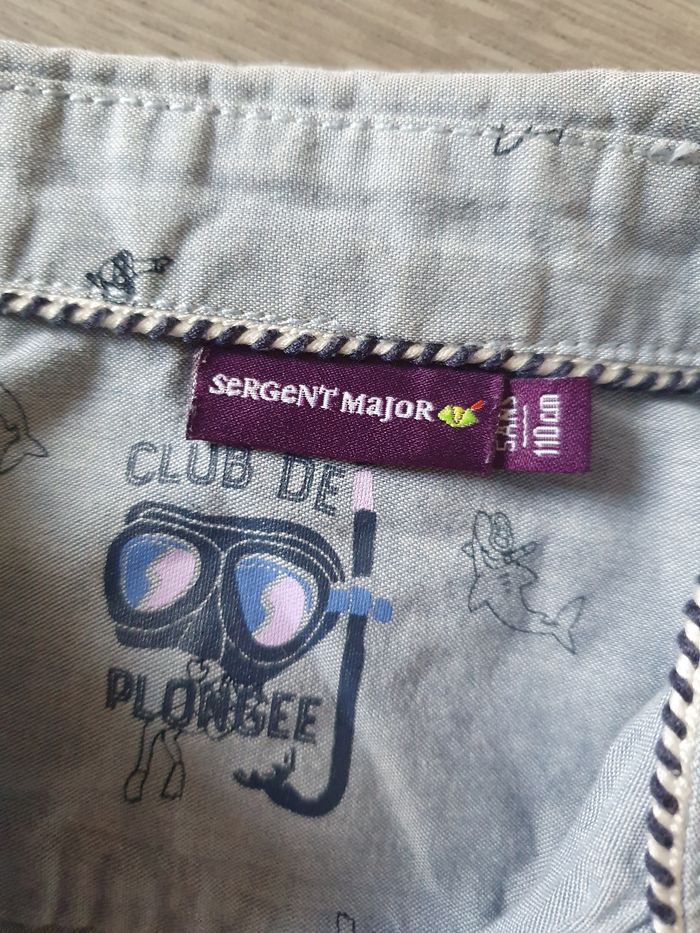 SeRGeNT MaJoR
5ANS
110cm
CLUB DE
PLONGEE